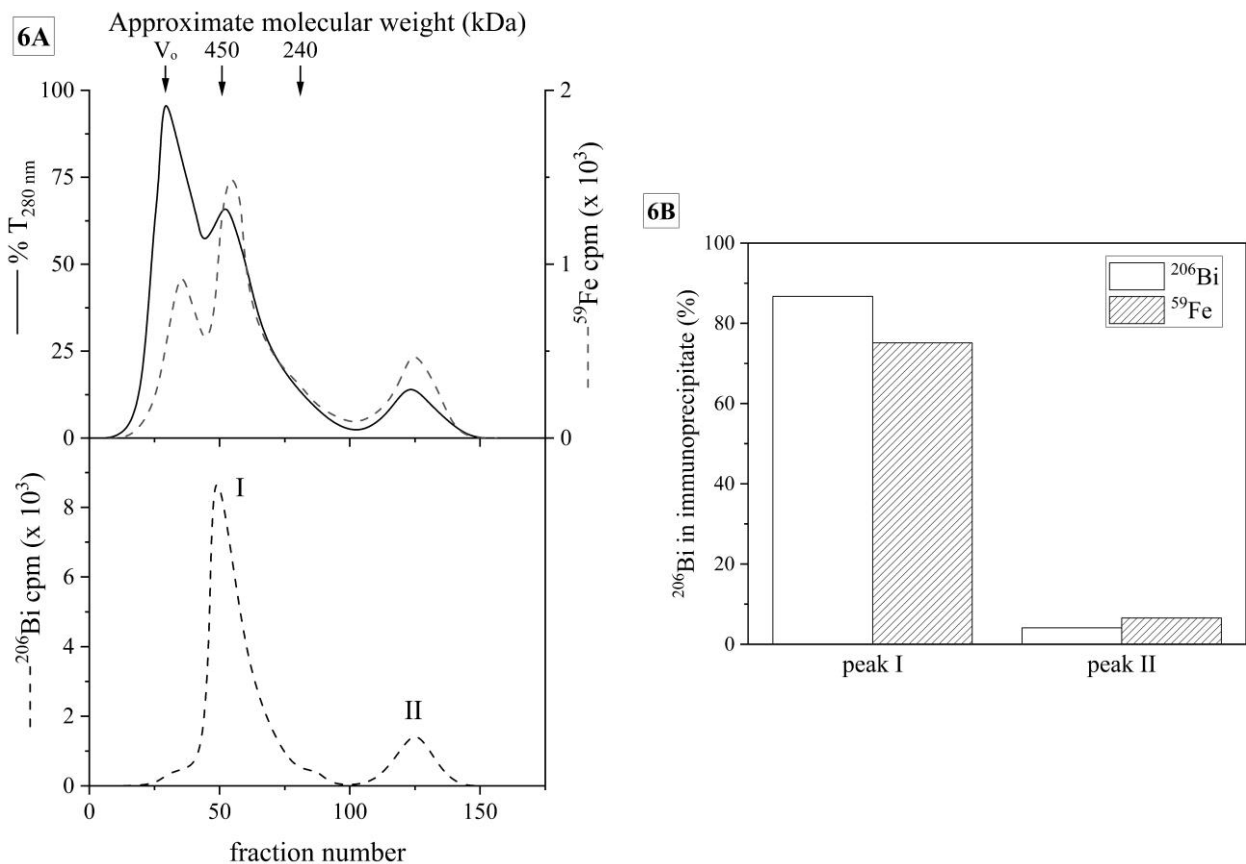 6A
Approximate molecular weight (kDa)
Vo 450 240
100
75
50
25
0
— % T280 nm
2
1
0
59Fe cpm (x 10³)
8
6
4
2
0
---206Bi cpm (x 10³)
I
II
0 50 100 150
fraction number
6B
100
80
60
40
20
0
206Bi in immunoprecipitate (%)
206Bi
59Fe
peak I peak II